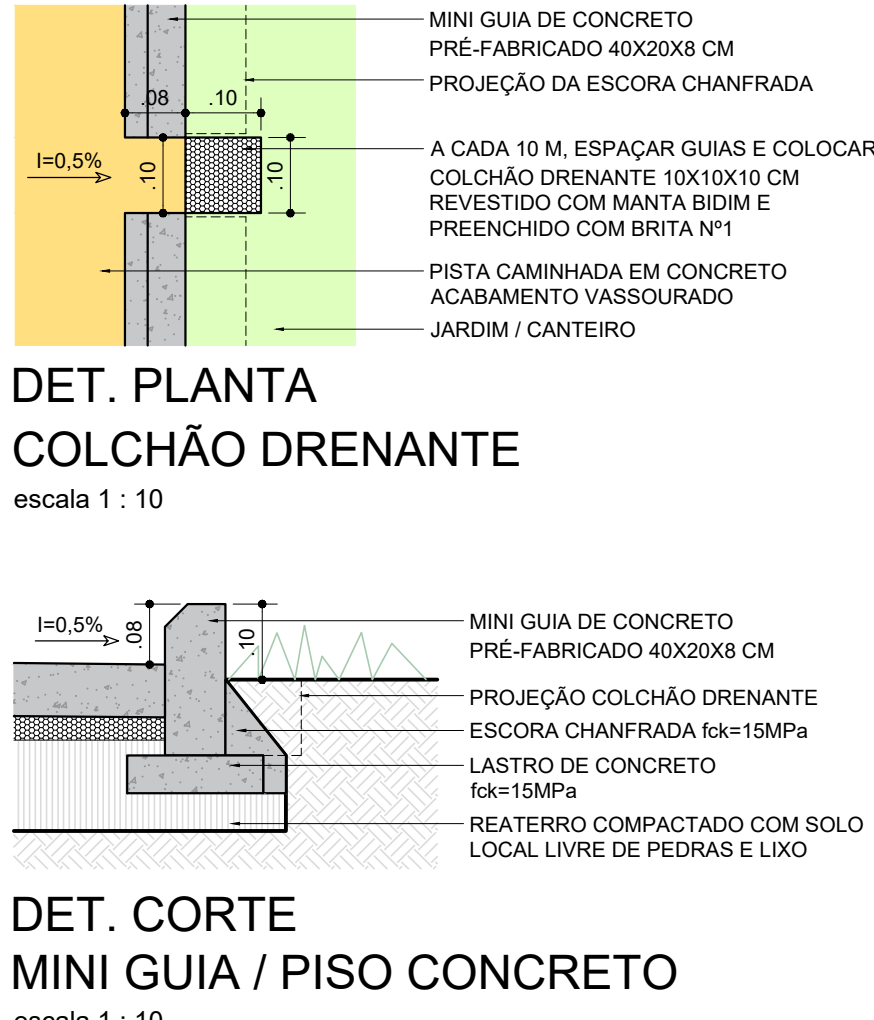 MINI GUIA DE CONCRETO
PRÉ-FABRICADO 40X20X8 CM
PROJEÇÃO DA ESCORA CHANFRADA
.08
.10
A CADA 10 M, ESPAÇAR GUIAS E COLOCAR
COLCHÃO DRENANTE 10X10X10 CM
REVESTIDO COM MANTA BIDIM E
PREENCHIDO COM BRITA Nº1
I=0,5%
.10
.10
PISTA CAMINHADA EM CONCRETO
ACABAMENTO VASSOURADO
JARDIM / CANTEIRO
DET. PLANTA
COLCHÃO DRENANTE
escala 1 : 10
I=0,5%
.08
.10
MINI GUIA DE CONCRETO
PRÉ-FABRICADO 40X20X8 CM
PROJEÇÃO COLCHÃO DRENANTE
ESCORA CHANFRADA fck=15MPa
LASTRO DE CONCRETO
fck=15MPa
REATERRO COMPACTADO COM SOLO
LOCAL LIVRE DE PEDRAS E LIXO
DET. CORTE
MINI GUIA / PISO CONCRETO
escala 1 : 10